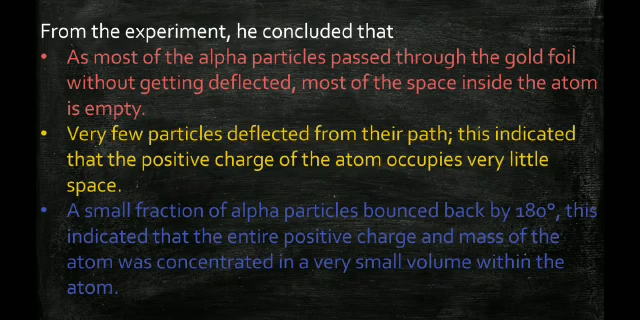 From the experiment, he concluded that
• As most of the alpha particles passed through the gold foil
without getting deflected, most of the space inside the atom
is empty.
• Very few particles deflected from their path; this indicated
that the positive charge of the atom occupies very little
space.
• A small fraction of alpha particles bounced back by 180°, this
indicated that the entire positive charge and mass of the
atom was concentrated in a very small volume within the
atom.